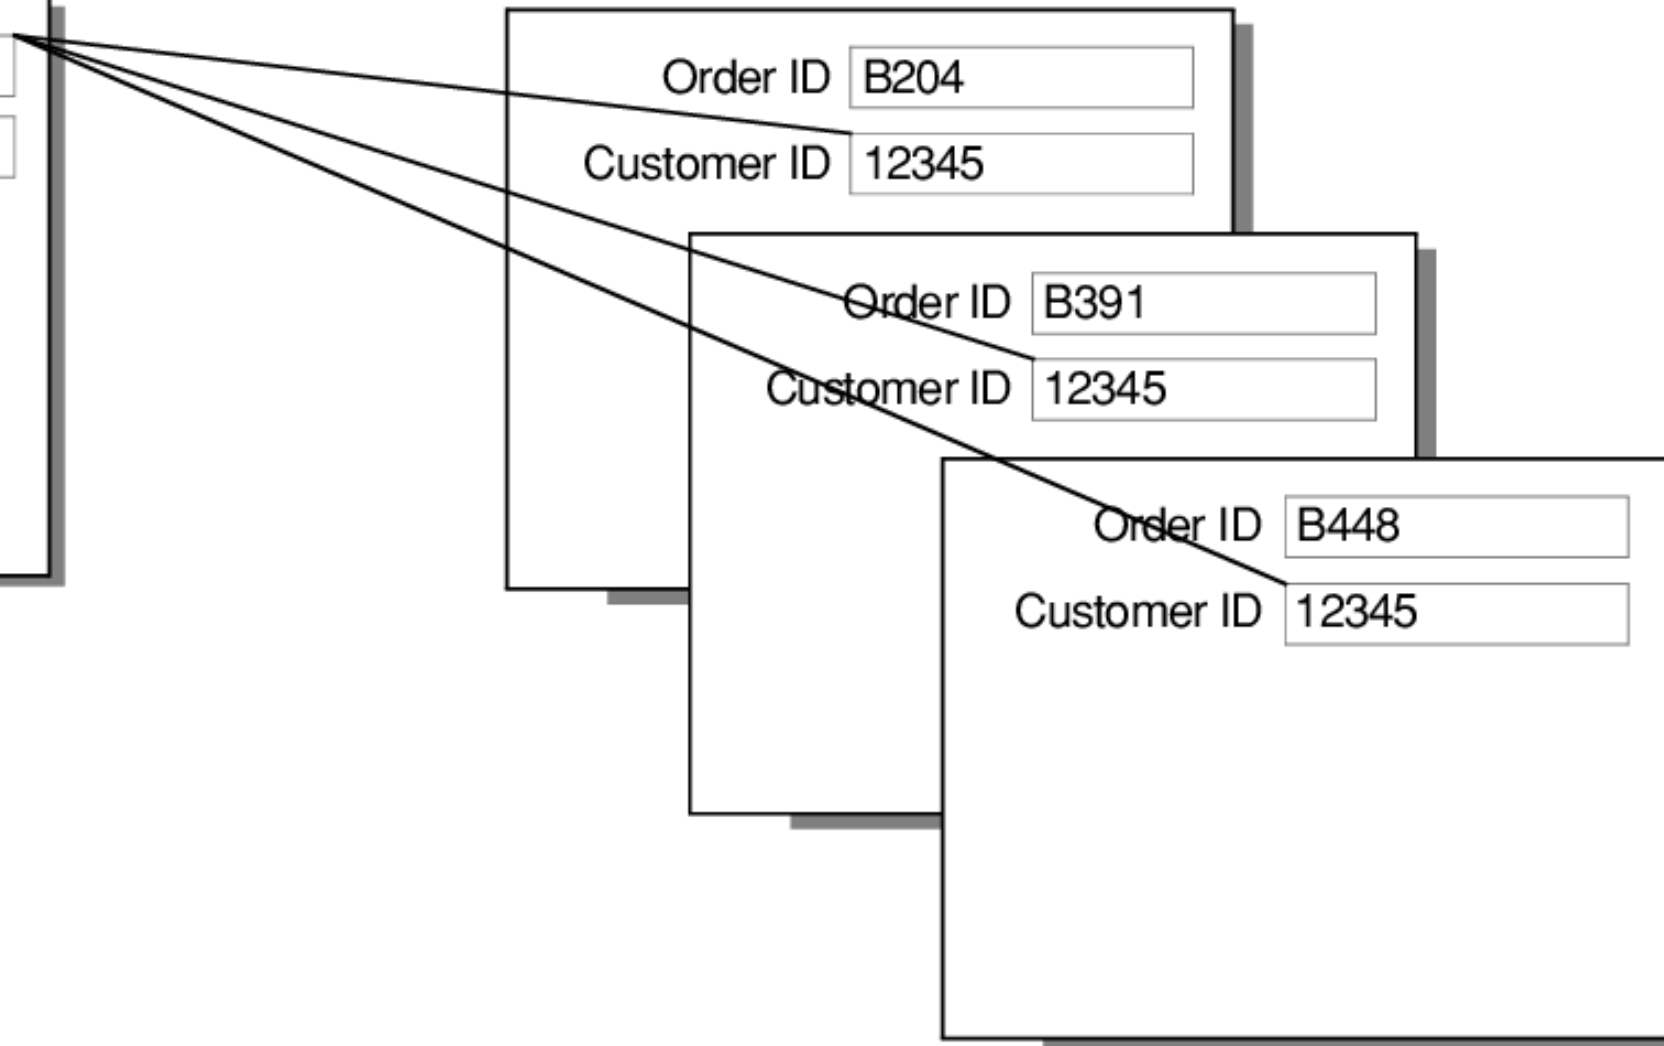 Order ID B204
Customer ID 12345
Order ID B391
Customer ID 12345
Order ID B448
Customer ID 12345